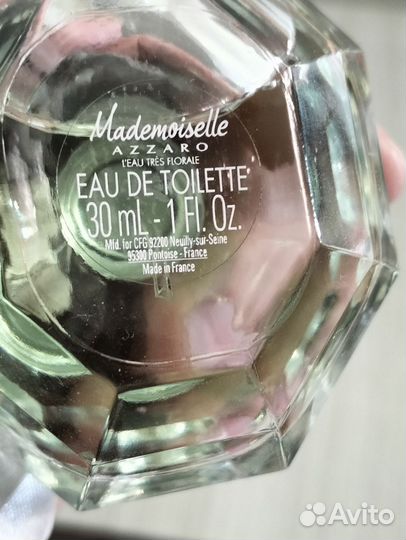 Mademoiselle
AZZARO
L'EAU TRÈS FLORALE
EAU DE TOILETTE
30 mL - 1 Fl. Oz.
Mfd. for CFG 92200 Neuilly-sur-Seine
95300 Pontoise - France
Made in France
Avito